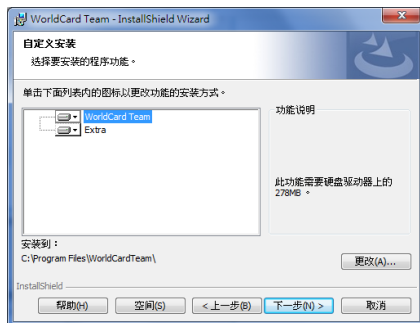 WorldCard Team - InstallShield Wizard
自定义安装
选择要安装的程序功能。
单击下面列表内的图标以更改功能的安装方式。
WorldCard Team
Extra
功能说明
此功能需要硬盘驱动器上的
278MB 。
安装到：
C:\Program Files\WorldCardTeam\
更改(A)...
InstallShield
帮助(H)
空间(S)
< 上一步(B)
下一步(N) >
取消